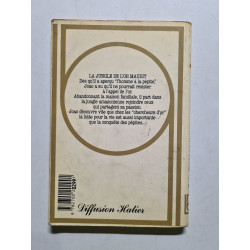 LA JUNGLE DE L'OR MAUDIT
Dès qu'il a aperçu "l'homme à la pépite",
Joao a su qu'il ne pourrait résister
à l'appel de l'or.
Abandonnant la maison familiale, il part dans
la jungle amazonienne rejoindre ceux
qui partagent sa passion.
Joao découvre vite que chez les "chercheurs d'or"
la lutte pour la vie est aussi importante
que la conquête des pépites...
Diffusion Hatier